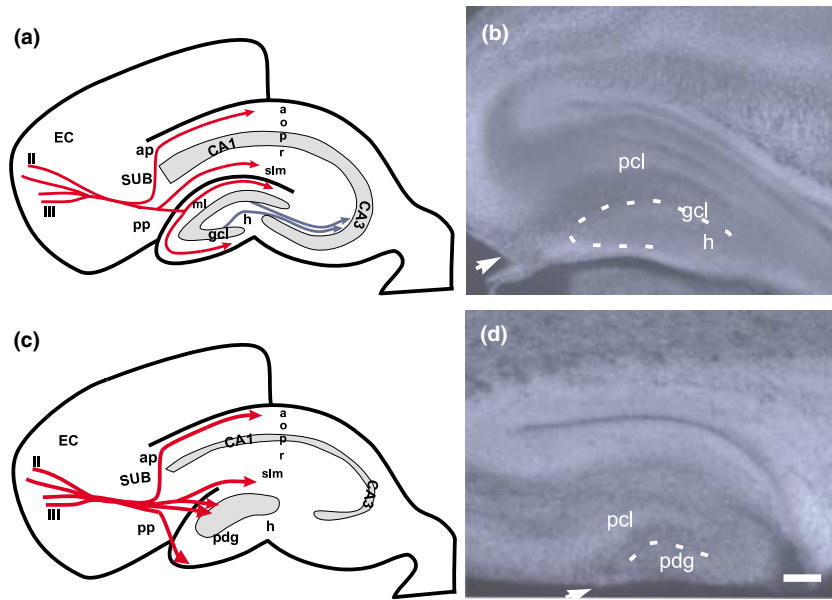 (a)
EC
II
III
SUB
ap
pp
a
o
p
r
slm
CA1
CA3
ml
h
gcl
(b)
pcl
gcl
h
(c)
EC
II
III
SUB
ap
pp
a
o
p
r
slm
CA1
CA3
h
pdg
(d)
pcl
pdg